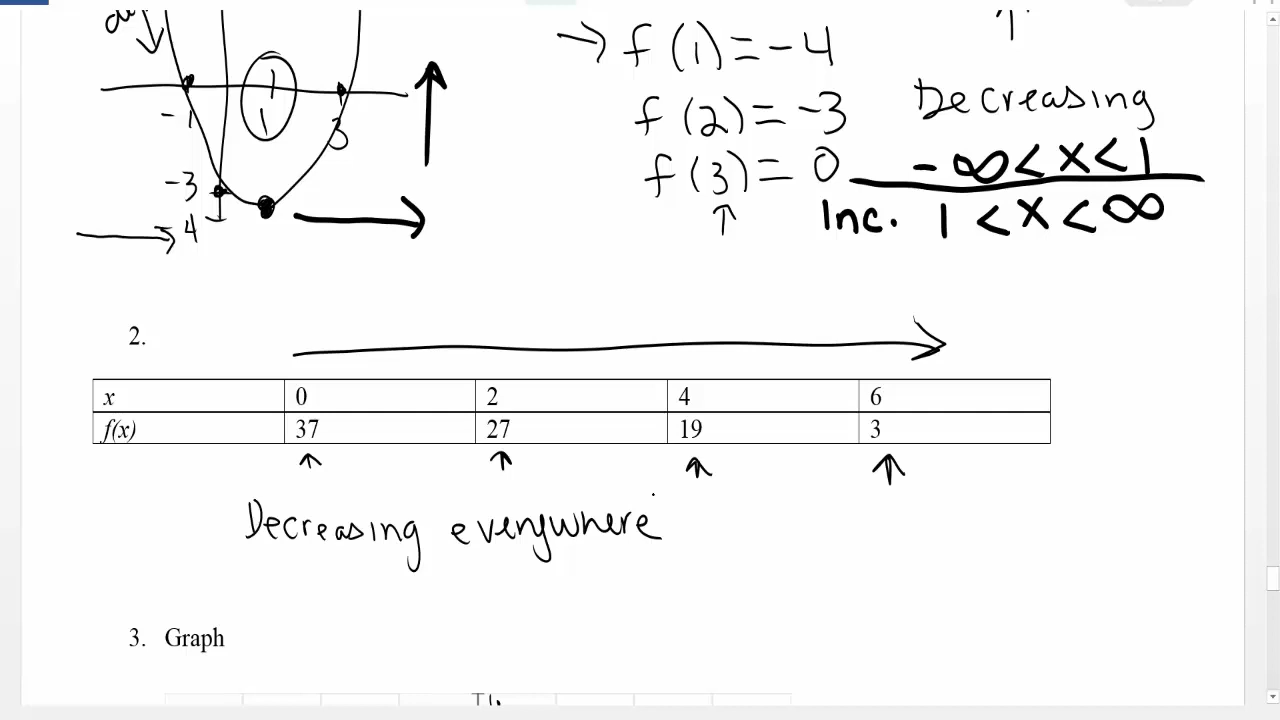 → f(1) = -4
f(2) = -3
f(3) = 0
↑
Decreasing
-∞ < x < 1
Inc. 1 < x < ∞
-1
1
3
-3
4
2.
x 0 2 4 6
f(x) 37 27 19 3
↑ ↑ ↑ ↑
Decreasing everywhere
3. Graph